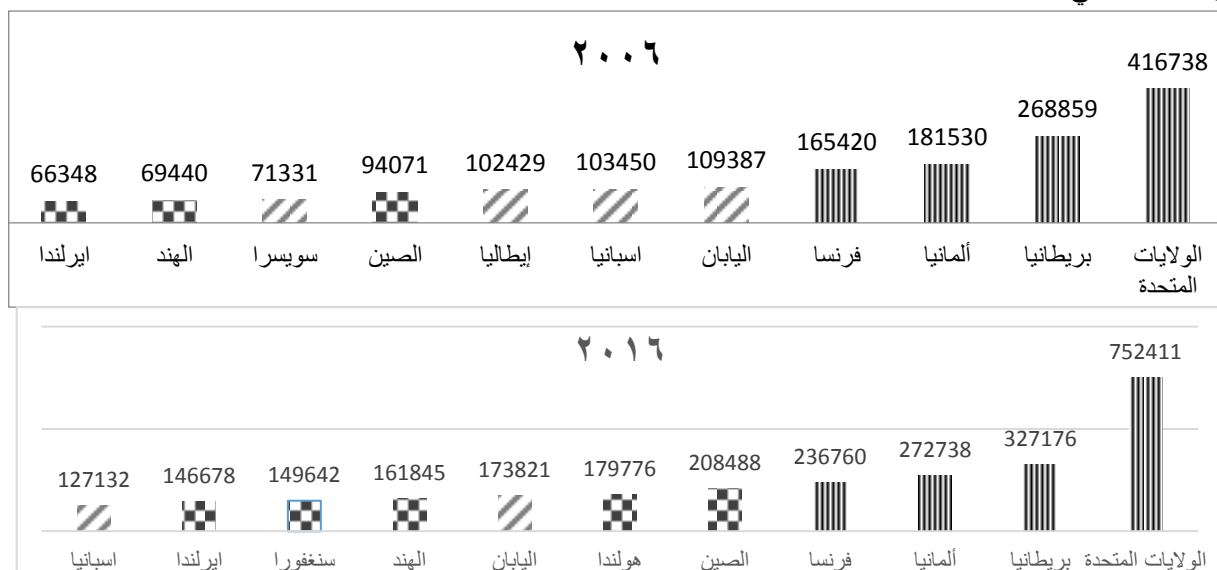 ٢٠٠٦
66348 69440 71331 94071 102429 103450 109387 165420 181530 268859 416738
ايرلندا الهند سويسرا الصين إيطاليا اسبانيا اليابان فرنسا ألمانيا بريطانيا الولايات المتحدة
٢٠١٦
127132 146678 149642 161845 173821 179776 208488 236760 272738 327176 752411
اسبانيا ايرلندا سنغفورا الهند اليابان هولندا الصين فرنسا ألمانيا بريطانيا الولايات المتحدة